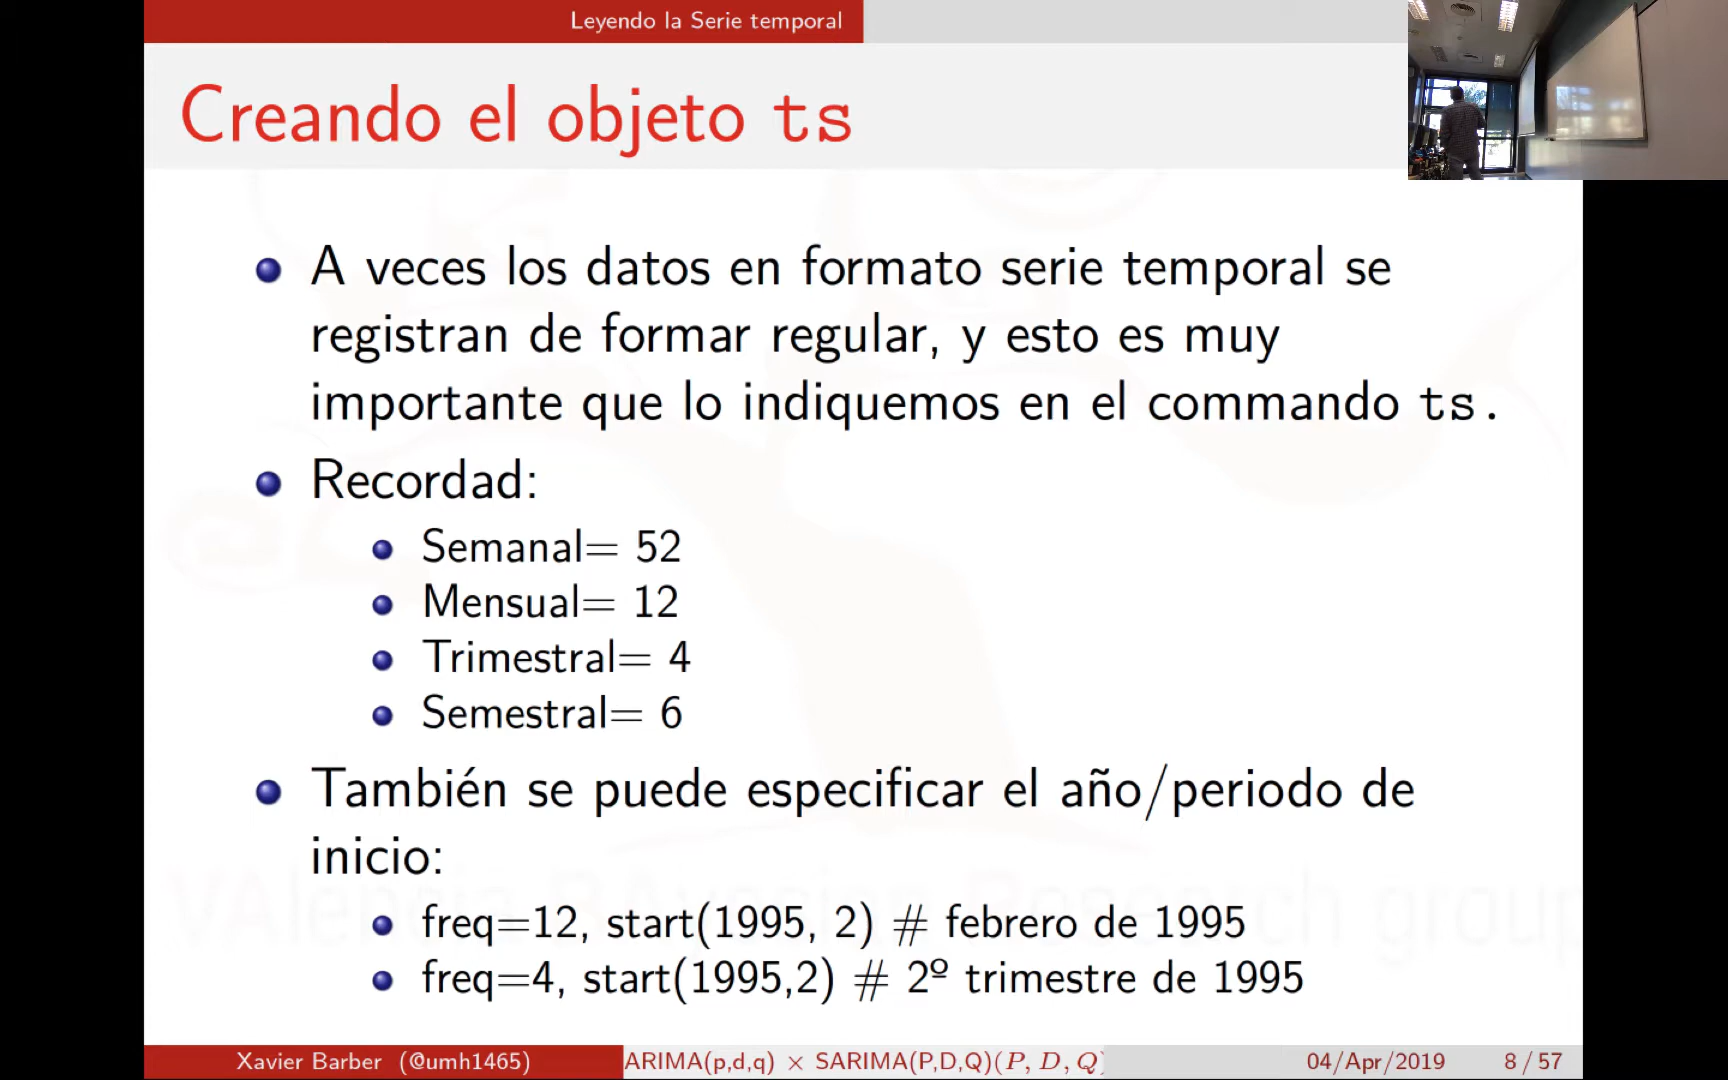 Leyendo la Serie temporal
Creando el objeto ts
A veces los datos en formato serie temporal se
registran de formar regular, y esto es muy
importante que lo indiquemos en el commando ts.
Recordad:
Semanal= 52
Mensual= 12
Trimestral= 4
Semestral= 6
También se puede especificar el año/periodo de
inicio:
freq=12, start(1995, 2) # febrero de 1995
freq=4, start(1995,2) # 2º trimestre de 1995
VAlencia BAyesian Research group
Xavier Barber (@umh1465) ARIMA(p,d,q) × SARIMA(P,D,Q)(P, D, Q) 04/Apr/2019 8 / 57